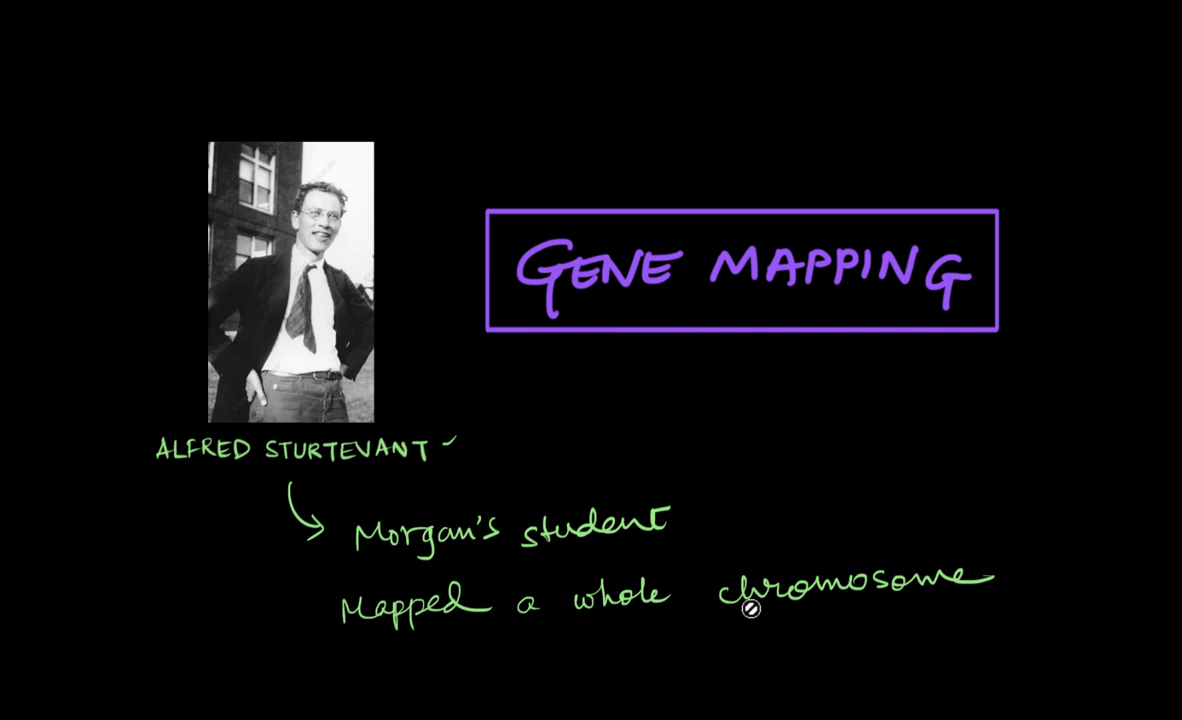 GENE MAPPING
ALFRED STURTEVANT -
Morgan's student
Mapped a whole chromosome